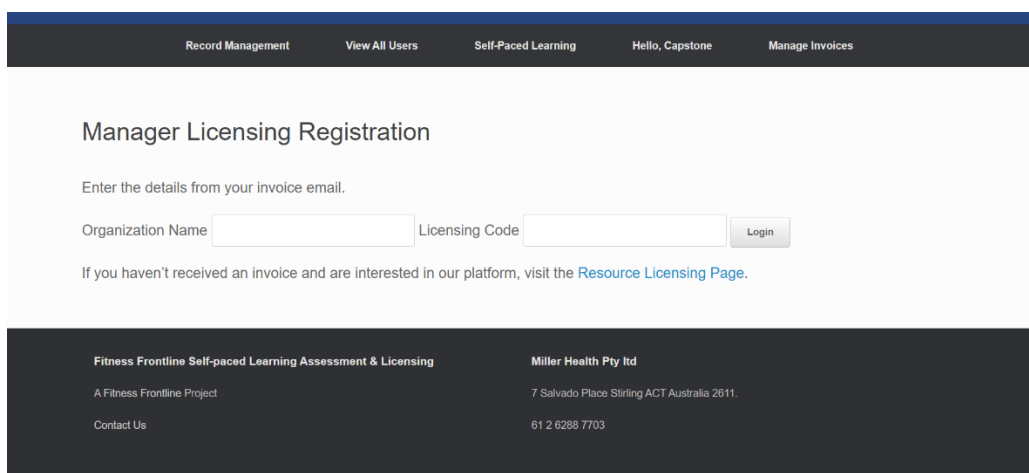 Record Management View All Users Self-Paced Learning Hello, Capstone Manage Invoices
Manager Licensing Registration
Enter the details from your invoice email.
Organization Name Licensing Code Login
If you haven't received an invoice and are interested in our platform, visit the Resource Licensing Page.
Fitness Frontline Self-paced Learning Assessment & Licensing
A Fitness Frontline Project
Contact Us
Miller Health Pty ltd
7 Salvado Place Stirling ACT Australia 2611.
61 2 6288 7703